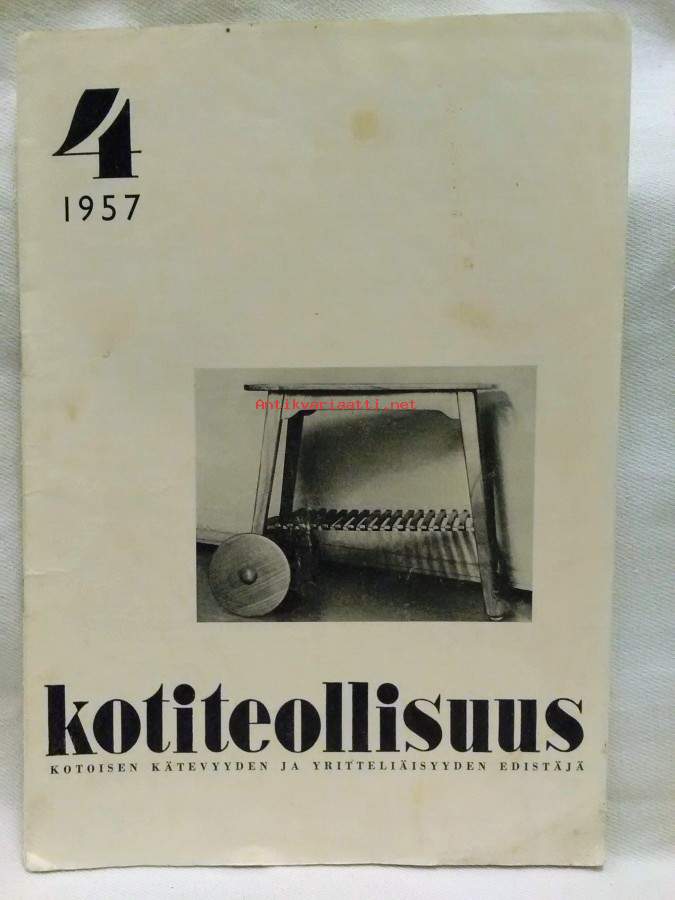 4
1957
Antikvariaatti.net
kotiteollisuus
KOTOISEN KÄTEVYYDEN JA YRITTELIÄISYYDEN EDISTÄJÄ